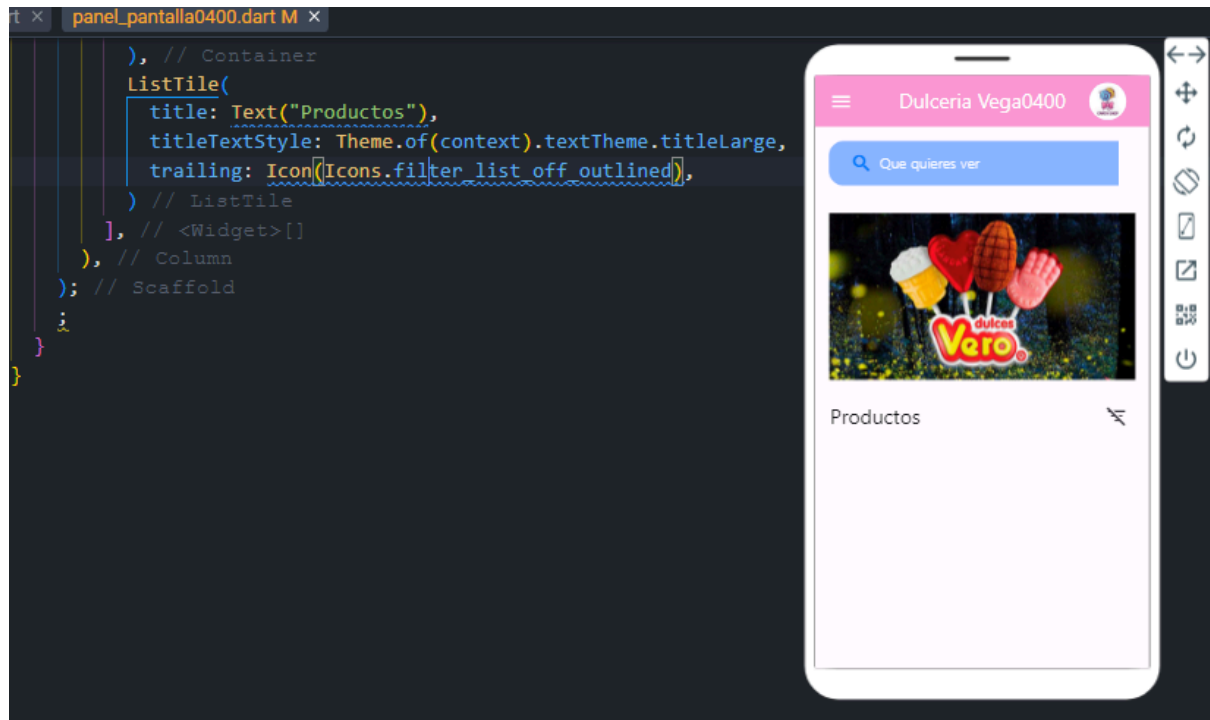 rt ×
panel_pantalla0400.dart M ×
), // Container
ListTile(
title: Text("Productos"),
titleTextStyle: Theme.of(context).textTheme.titleLarge,
trailing: Icon(Icons.filter_list_off_outlined),
) // ListTile
], // <Widget>[]
), // Column
); // Scaffold
;
}
}
Dulceria Vega0400
Que quieres ver
dulces
Vero
Productos